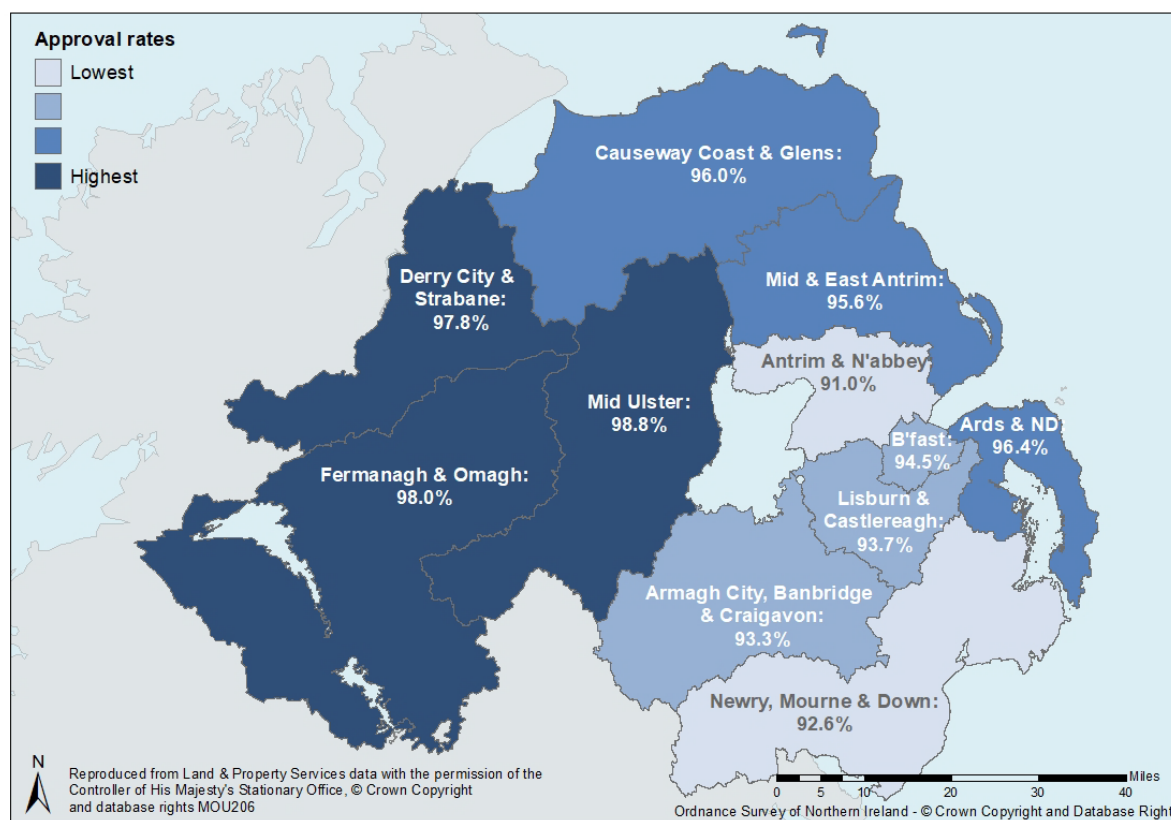 Approval rates
Lowest
Highest
Causeway Coast & Glens:
96.0%
Derry City &
Strabane:
97.8%
Mid & East Antrim:
95.6%
Antrim & N'abbey
91.0%
Mid Ulster:
98.8%
Ards & ND:
96.4%
B'fast:
94.5%
Fermanagh & Omagh:
98.0%
Lisburn &
Castlereagh:
93.7%
Armagh City, Banbridge
& Craigavon:
93.3%
Newry, Mourne & Down:
92.6%
N
Reproduced from Land & Property Services data with the permission of the
Controller of His Majesty's Stationary Office, © Crown Copyright
and database rights MOU206
Miles
0 5 10 20 30 40
Ordnance Survey of Northern Ireland - © Crown Copyright and Database Right